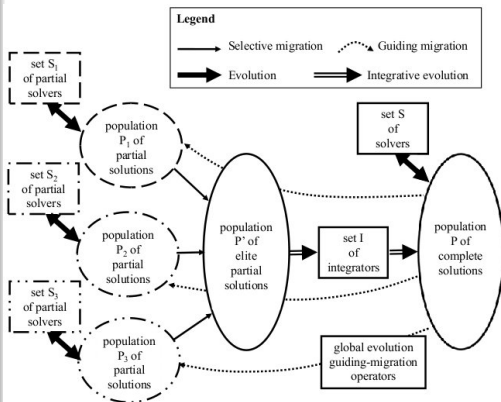 Legend
Selective migration
Guiding migration
Evolution
Integrative evolution
set S₁
of partial
solvers
population
P₁ of
partial
solutions
set S₂
of partial
solvers
population
P₂ of
partial
solutions
set S₃
of partial
solvers
population
P₃ of
partial
solutions
population
P' of
elite
partial
solutions
set I
of
integrators
set S
of
solvers
population
P of
complete
solutions
global evolution
guiding-migration
operators